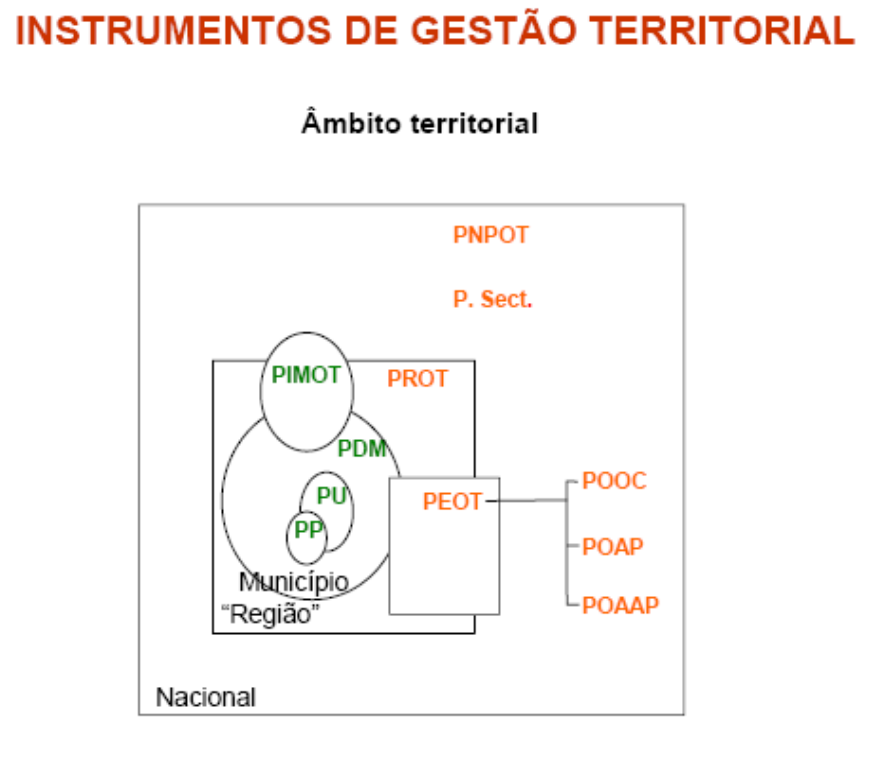 INSTRUMENTOS DE GESTÃO TERRITORIAL
Âmbito territorial
PNPOT
P. Sect.
PIMOT
PROT
PDM
PU
PEOT
POOC
PP
POAP
Município
POAAP
“Região”
Nacional